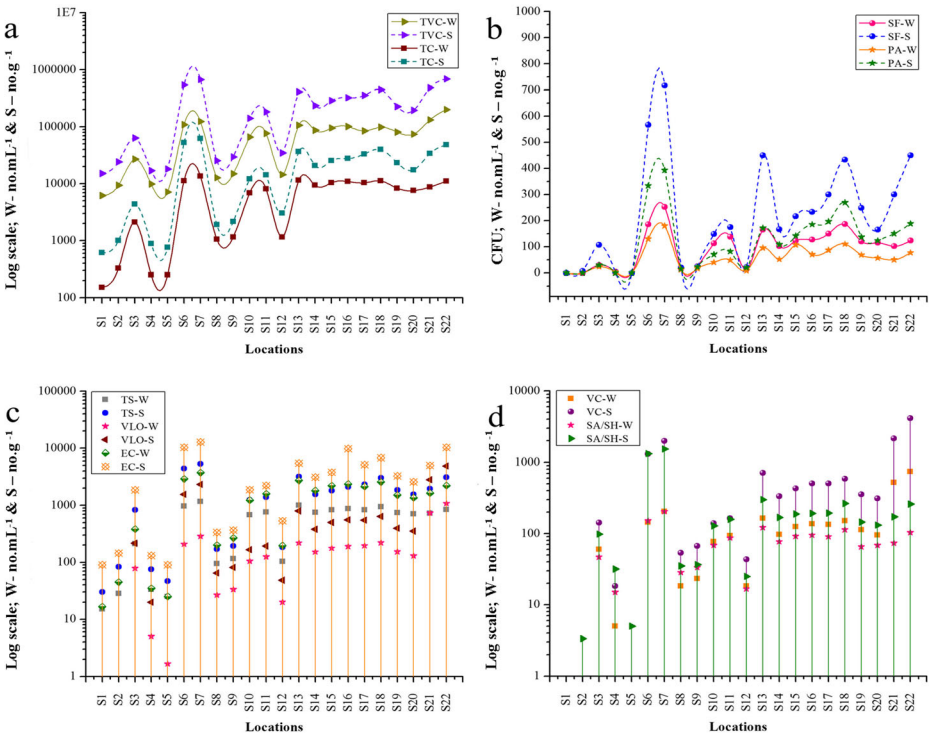 a
1E7
1000000
100000
10000
1000
100
Log scale; W- no.mL⁻¹ & S – no.g⁻¹
TVC-W
TVC-S
TC-W
TC-S
S1 S2 S3 S4 S5 S6 S7 S8 S9 S10 S11 S12 S13 S14 S15 S16 S17 S18 S19 S20 S21 S22
Locations
b
1000
900
800
700
600
500
400
300
200
100
0
CFU; W- no.mL⁻¹ & S – no.g⁻¹
SF-W
SF-S
PA-W
PA-S
S1 S2 S3 S4 S5 S6 S7 S8 S9 S10 S11 S12 S13 S14 S15 S16 S17 S18 S19 S20 S21 S22
Locations
c
100000
10000
1000
100
10
1
Log scale; W- no.mL⁻¹ & S – no.g⁻¹
TS-W
TS-S
VLO-W
VLO-S
EC-W
EC-S
S1 S2 S3 S4 S5 S6 S7 S8 S9 S10 S11 S12 S13 S14 S15 S16 S17 S18 S19 S20 S21 S22
Locations
d
10000
1000
100
10
1
Log scale; W- no.mL⁻¹ & S – no.g⁻¹
VC-W
VC-S
SA/SH-W
SA/SH-S
S1 S2 S3 S4 S5 S6 S7 S8 S9 S10 S11 S12 S13 S14 S15 S16 S17 S18 S19 S20 S21 S22
Locations